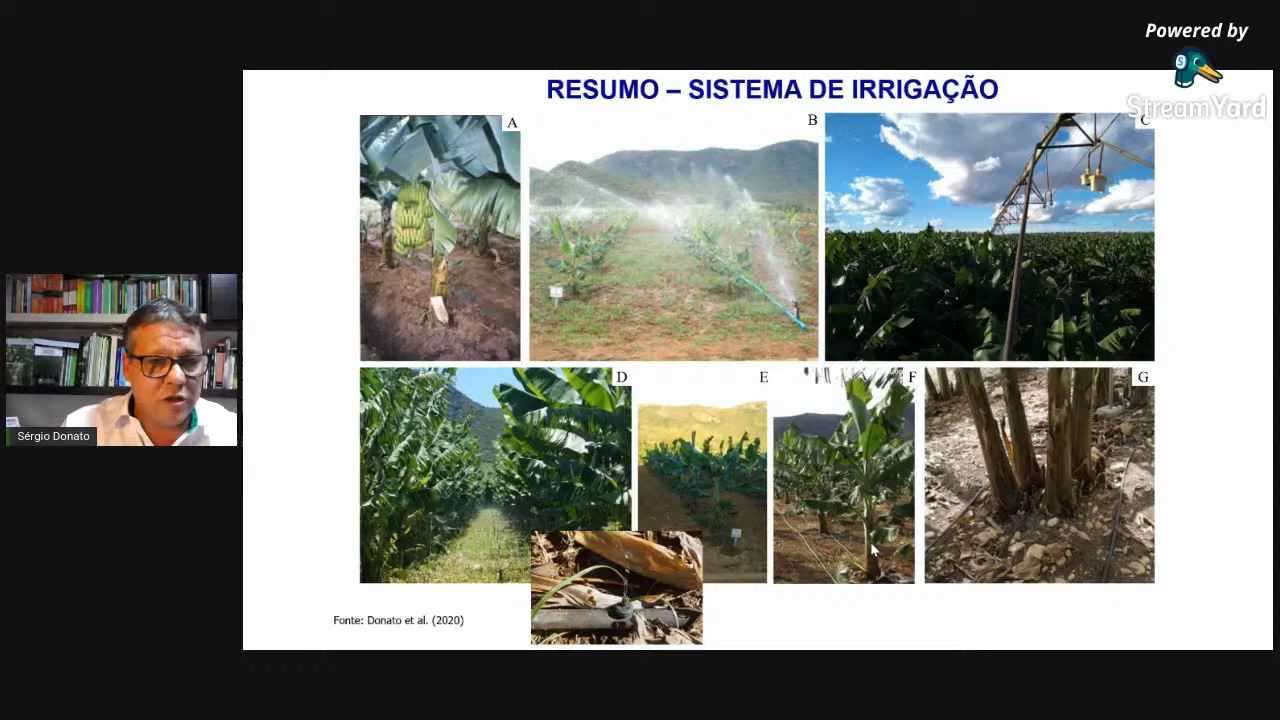 Powered by
StreamYard
RESUMO – SISTEMA DE IRRIGAÇÃO
A
B
C
D
E
F
G
Sérgio Donato
Fonte: Donato et al. (2020)